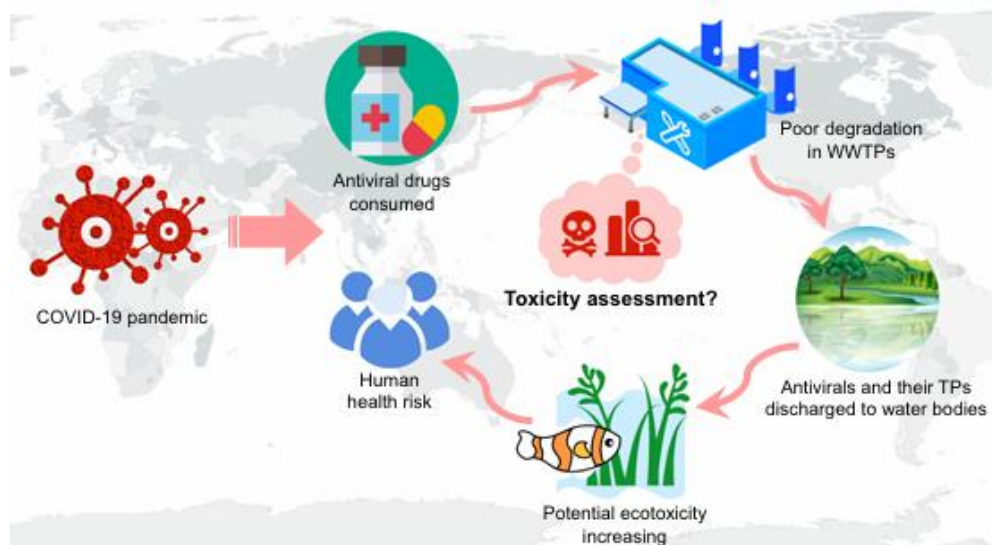 Poor degradation
in WWTPs
Antiviral drugs
consumed
Toxicity assessment?
COVID-19 pandemic
Human
health risk
Antivirals and their TPs
discharged to water bodies
Potential ecotoxicity
increasing